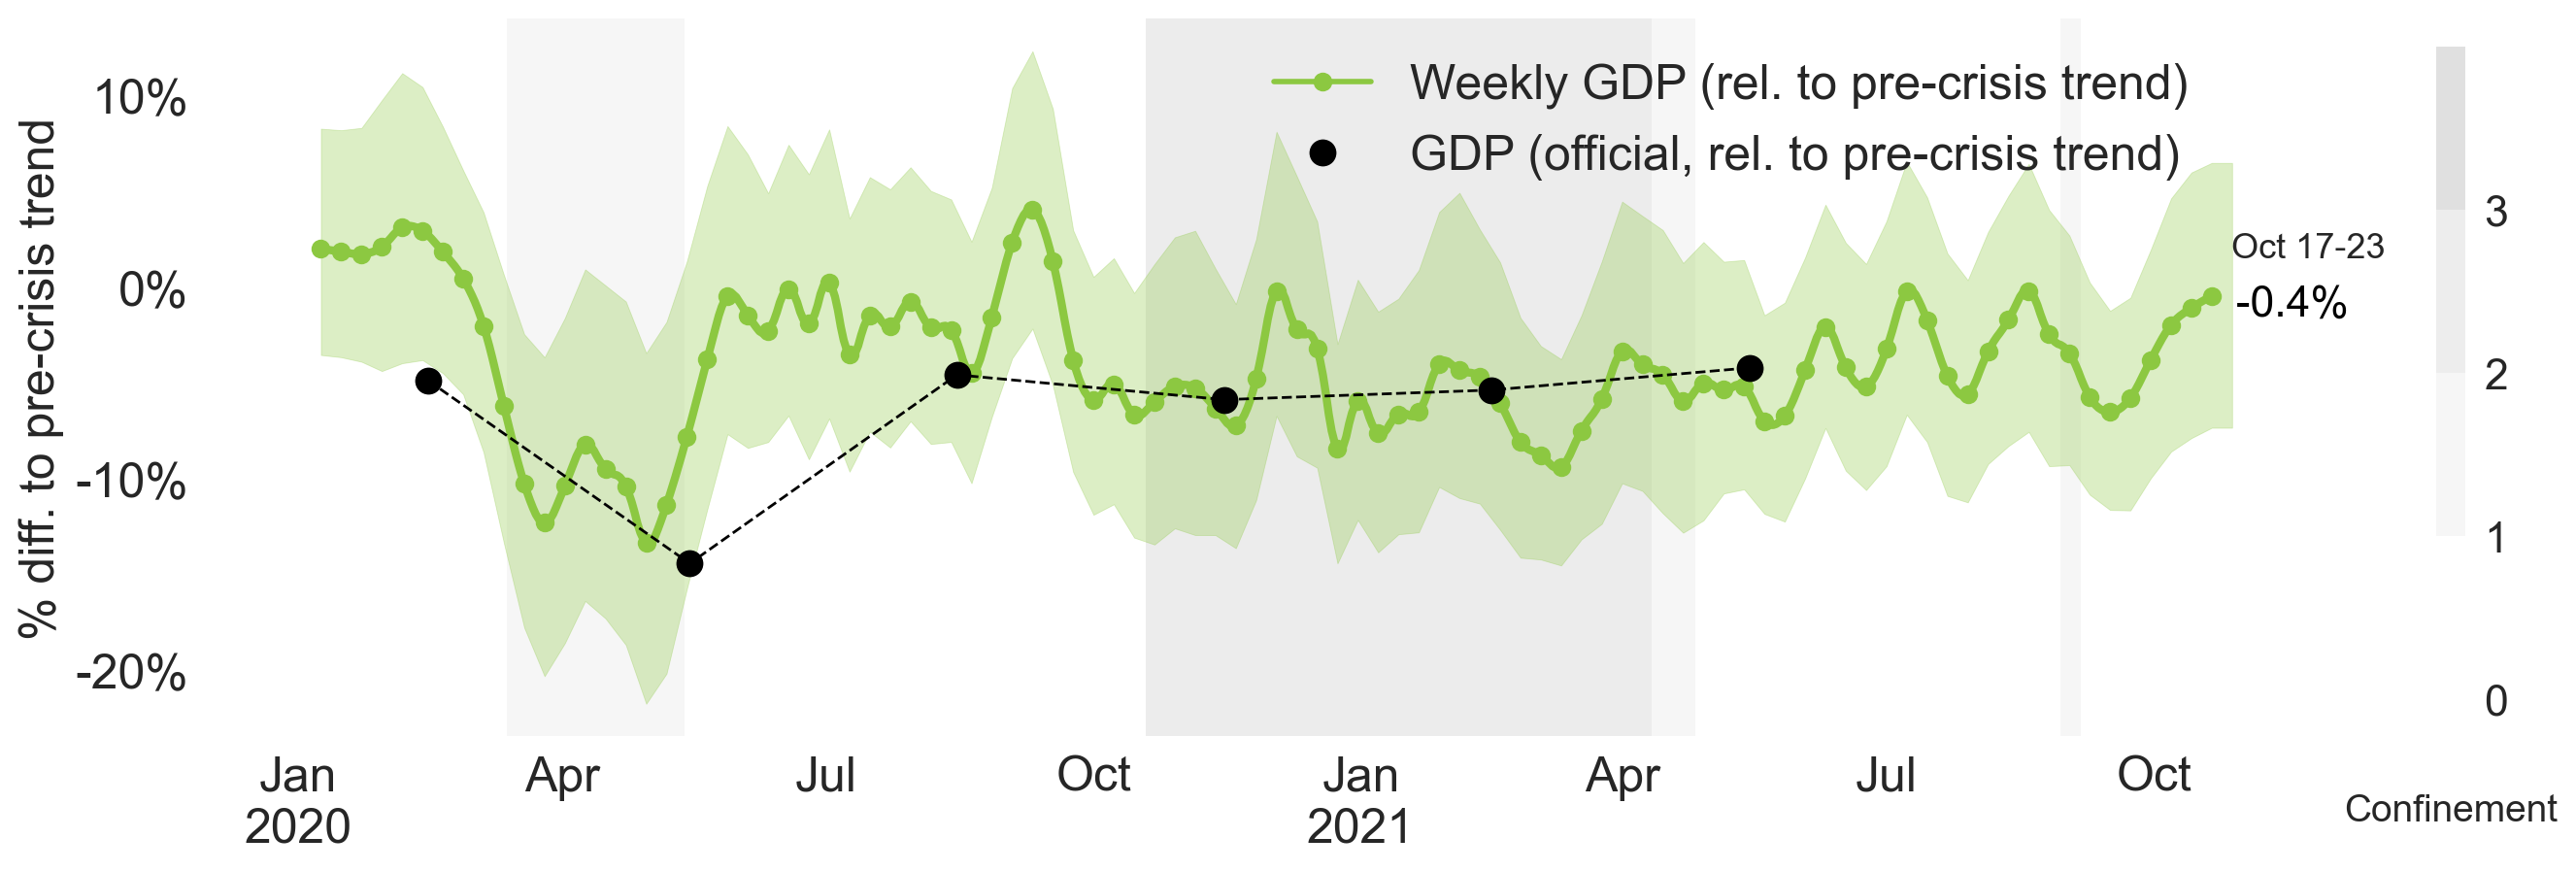 Weekly GDP (rel. to pre-crisis trend)
GDP (official, rel. to pre-crisis trend)
% diff. to pre-crisis trend
10%
0%
-10%
-20%
Oct 17-23
-0.4%
3
2
1
0
Jan Apr Jul Oct Jan Apr Jul Oct
2020 2021
Confinement